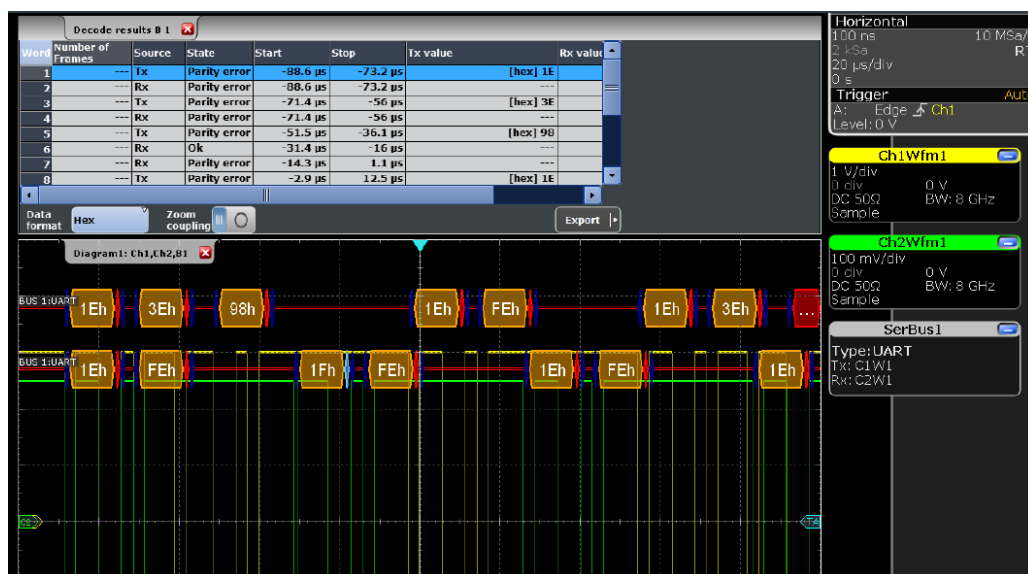 Decode results B 1
Word Number of Frames Source State Start Stop Tx value Rx value
1 --- Tx Parity error -88.6 µs -73.2 µs [hex] 1E
2 --- Rx Parity error -88.6 µs -73.2 µs ---
3 --- Tx Parity error -71.4 µs -56 µs [hex] 3E
4 --- Rx Parity error -71.4 µs -56 µs ---
5 --- Tx Parity error -51.5 µs -36.1 µs [hex] 98
6 --- Rx Ok -31.4 µs -16 µs ---
7 --- Rx Parity error -14.3 µs 1.1 µs ---
8 --- Tx Parity error -2.9 µs 12.5 µs [hex] 1E
Data format Hex Zoom coupling Export
Diagram1: Ch1,Ch2,B1
BUS 1:UART 1Eh 3Eh 98h 1Eh FEh 1Eh 3Eh ...
BUS 1:UART 1Eh FEh 1Fh FEh 1Eh FEh 1Eh
C2
TA
Horizontal
100 ns 10 MSa/
2 kSa R
20 µs/div
0 s
Trigger Aut
A: Edge Ch1
Level: 0 V
Ch1Wfm1
1 V/div
0 div 0 V
DC 50Ω BW: 8 GHz
Sample
Ch2Wfm1
100 mV/div
0 div 0 V
DC 50Ω BW: 8 GHz
Sample
SerBus1
Type: UART
Tx: C1W1
Rx: C2W1